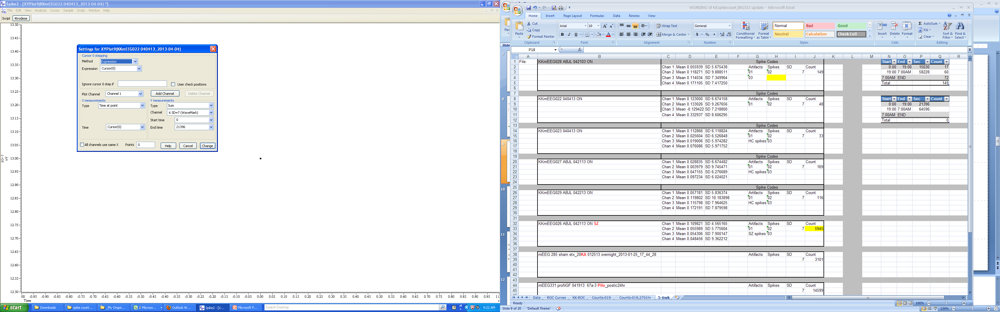 Spike2 - [XYPlot9(KKmEEG022 040413_2013-04-04) *]
File Edit View Analysis Cursor Sample Script Window Help
Script 4trodese
13.50
13.45
13.40
13.35
13.30
13.25
13.20
13.15
13.10
13.05
13.00
12.95
12.90
12.85
12.80
12.75
12.70
12.65
12.60
12.55
12.50
SD=7
uV
00 -0.95 -0.90 -0.85 -0.80 -0.75 -0.70 -0.65 -0.60 -0.55 -0.50 -0.45 -0.40 -0.35 -0.30 -0.25 -0.20 -0.15 -0.10 -0.05 0.00 0.05 0.10 0.15 0.20 0.25 0.30 0.35 0.40 0.45 0.50 0.55 0.60 0.65 0.70 0.75 0.80 0.85 0.90 0.95 1.0
Time
s
Settings for XYPlot9(KKmEEG022 040413_2013-04-04)
Cursor 0 stepping
Method Expression
Expression Cursor(0)
Ignore cursor 0 step if User check positions
Plot Channel Channel 1 Add Channel Delete Channel
X measurements
Type Time at point
Time Cursor(0)
Y measurements
Type Sum
Channel 6 SD=7 (WaveMark)
Start time 0
End time 21396
All channels use same X Points 0 Help Cancel Change
start Downloads spike count... _My Ongoi... 2 Microso... Outlook W... Spike2 - [X... Microsoft P... Search Desktop 9:22 AM
Slide
7
8
9
10
11
12
WORKING of KKspikecount_061313 update - Microsoft Excel
Home Insert Page Layout Formulas Data Review View
Paste Cut
Copy
Format Painter
Clipboard
Arial 10
B I U
Font
Wrap Text
Merge & Center
Alignment
General
$ % ,
Number
Conditional Formatting Format as Table
Normal Bad Good
Neutral Calculation Check Cell
Styles
Insert Delete Format
Cells
AutoSum
Fill
Clear
Sort & Filter Find & Select
Editing
P18 fx
A B C D E F G H I J K L M N O P Q R
1 File: KKmEEG028 ABJL 042103 ON Spike Codes Start End Sec Count
2 Chan 1 Mean 0.055939 SD 5.675438 Artifacts Spikes SD Count 0:00 19:00 15030 17
3 Chan 2 Mean 0.118271 SD 9.888511 01 02 7 149 19:00 7:00AM 58228 60
4 Chan 3 Mean 0.114034 SD 7.349964 03 7:00AM END 72
5 Chan 4 Mean 0.171105 SD 7.417250 Total 149
6
7 Spike Codes
8 KKmEEG022 040413 ON Chan 1 Mean 0.123000 SD 6.674158 Artifacts Spikes SD Count Start End Sec Count
9 Chan 2 Mean 0.133026 SD 9.267656 01 02 7 48 0:00 19:00 21396
10 Chan 3 Mean -0.129422 SD 7.218800 19:00 7:00AM 64596
11 Chan 4 Mean 0.332937 SD 8.606295 7:00AM END
12 Total 0
13 Spike Codes
14 KKmEEG023 040413 ON Chan 1 Mean 0.112866 SD 6.118824 Artifacts Spikes SD Count
15 Chan 2 Mean 0.025604 SD 6.526848 01 02 7 33
16 Chan 3 Mean 0.019006 SD 5.974282 HC spikes 03
17 Chan 4 Mean 0.076086 SD 5.971752
18
19 Spike Codes
20 KKmEEG027 ABJL 042113 ON Chan 1 Mean 0.028835 SD 6.674482 Artifacts Spikes SD Count
21 Chan 2 Mean 0.003979 SD 9.745471 01 02 7 169
22 Chan 3 Mean 0.047155 SD 6.276689 HC spikes 03
23 Chan 4 Mean 0.097234 SD 6.024021
24
25 Spike Codes
26 KKmEEG029 ABJL 042213 ON Chan 1 Mean 0.057181 SD 5.836374 Artifacts Spikes SD Count
27 Chan 2 Mean 0.119802 SD 10.183898 01 02 7 116
28 Chan 3 Mean 0.115798 SD 7.964625 HC spikes 03
29 Chan 4 Mean 0.172191 SD 7.879598
30
31
32 KKmEEG026 ABJL 042113 ON SZ Chan 1 Mean 0.109821 SD 4.565165 Artifacts Spikes SD Count
33 Chan 2 Mean 0.055989 SD 5.775604 01 02 7 5945
34 Chan 3 Mean 0.054306 SD 7.900147 SZ spikes 03
35 Chan 4 Mean 0.048456 SD 9.362212
36
37
38 mEEG 285 sham etx_20KA 012513 overnight_2013-01-25_17_44_28 Artifacts Spikes SD Count
39 7 3101
40
41
42
43
44 mEEG331 proNGF 041913 67a-3 Pilo_postic24hr Artifacts Spikes SD Count
45 7 14599
Data ROC Curves KK-ROC Counts-019 Counts-019,2701hr 5-6wk
Ready 100%
Slide 9 of 20 "Default Theme" 134%